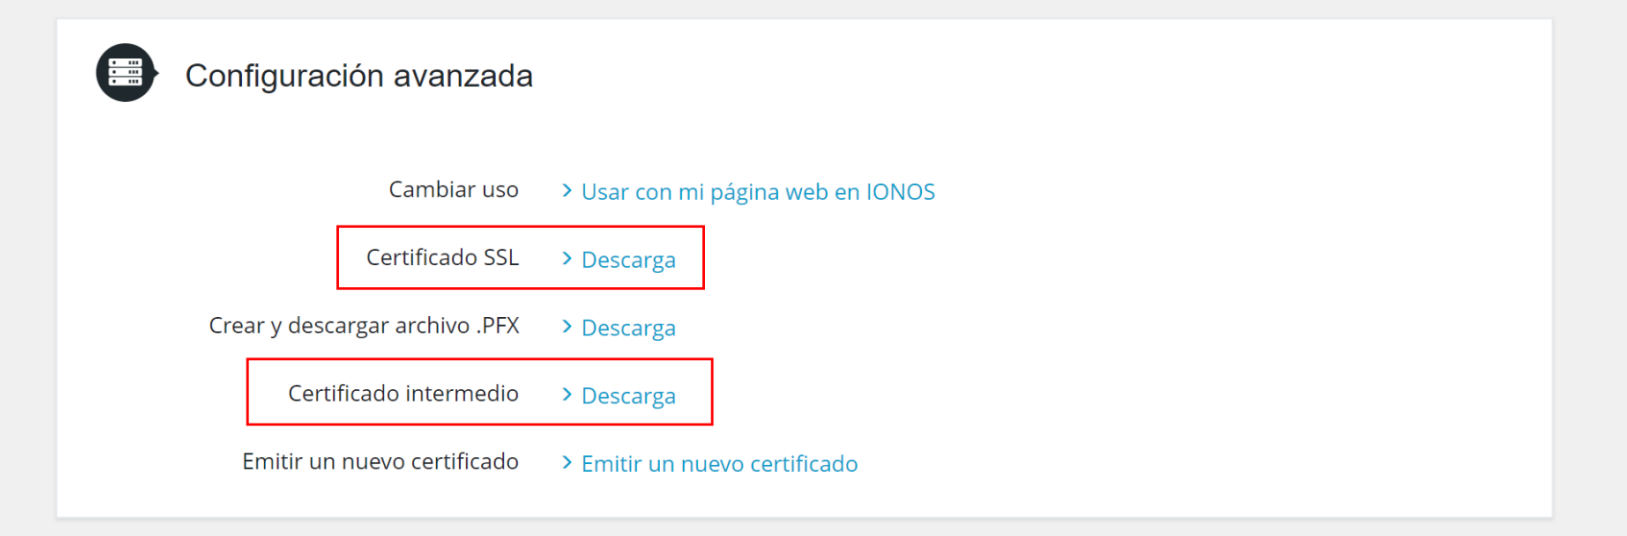 Configuración avanzada
Cambiar uso > Usar con mi página web en IONOS
Certificado SSL > Descarga
Crear y descargar archivo .PFX > Descarga
Certificado intermedio > Descarga
Emitir un nuevo certificado > Emitir un nuevo certificado